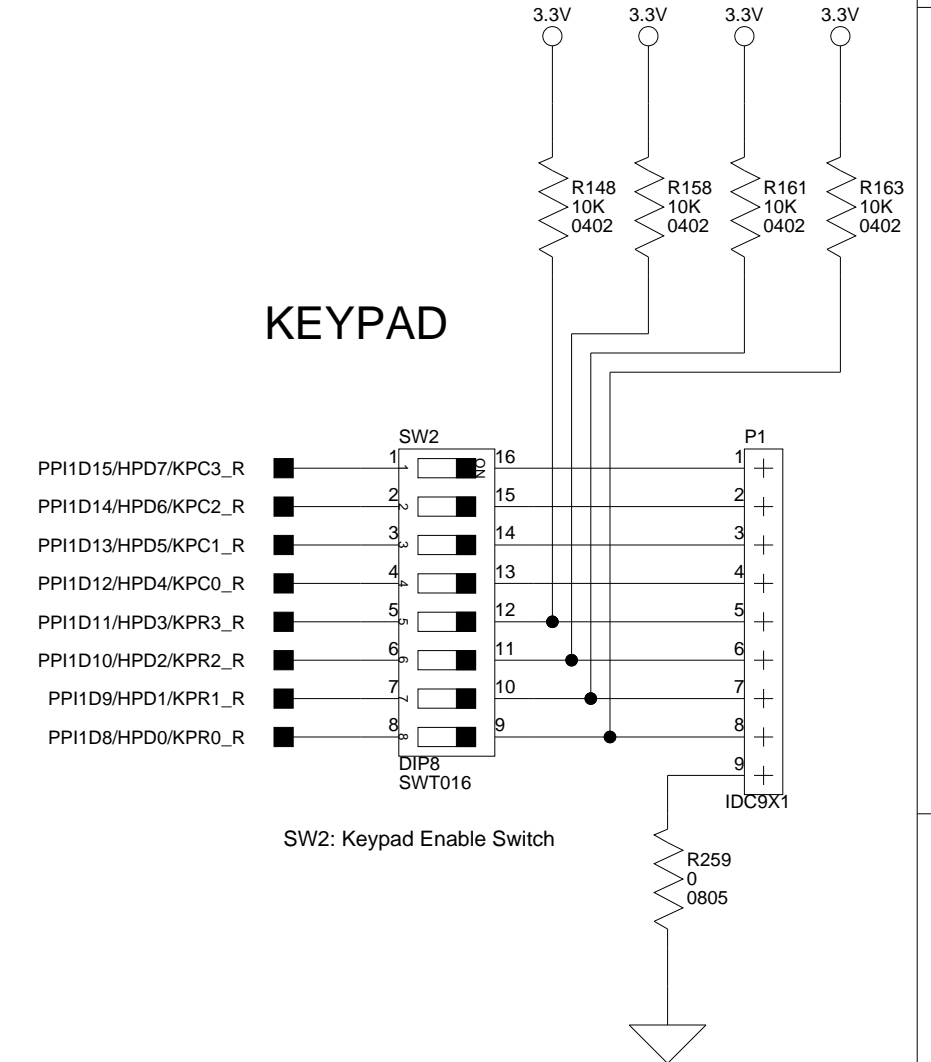 3.3V 3.3V 3.3V 3.3V
R148 R158 R161 R163
10K 10K 10K 10K
0402 0402 0402 0402
KEYPAD
SW2 P1
PPI1D15/HPD7/KPC3_R 1 1 ON 16 1
PPI1D14/HPD6/KPC2_R 2 2 15 2
PPI1D13/HPD5/KPC1_R 3 3 14 3
PPI1D12/HPD4/KPC0_R 4 4 13 4
PPI1D11/HPD3/KPR3_R 5 5 12 5
PPI1D10/HPD2/KPR2_R 6 6 11 6
PPI1D9/HPD1/KPR1_R 7 7 10 7
PPI1D8/HPD0/KPR0_R 8 8 9 8
9
DIP8
SWT016
IDC9X1
SW2: Keypad Enable Switch
R259
0
0805